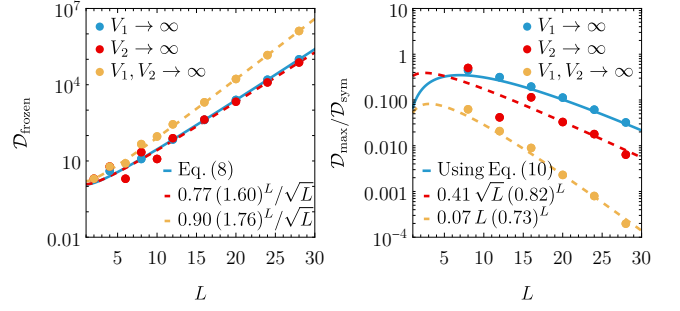 10^7
10^4
10
0.01
𝒟_frozen
V_1 → ∞
V_2 → ∞
V_1, V_2 → ∞
Eq. (8)
0.77 (1.60)^L/√L
0.90 (1.76)^L/√L
5 10 15 20 25 30
L
10
1
0.100
0.010
0.001
10^-4
𝒟_max/𝒟_sym
V_1 → ∞
V_2 → ∞
V_1, V_2 → ∞
Using Eq. (10)
0.41 √L (0.82)^L
0.07 L (0.73)^L
5 10 15 20 25 30
L